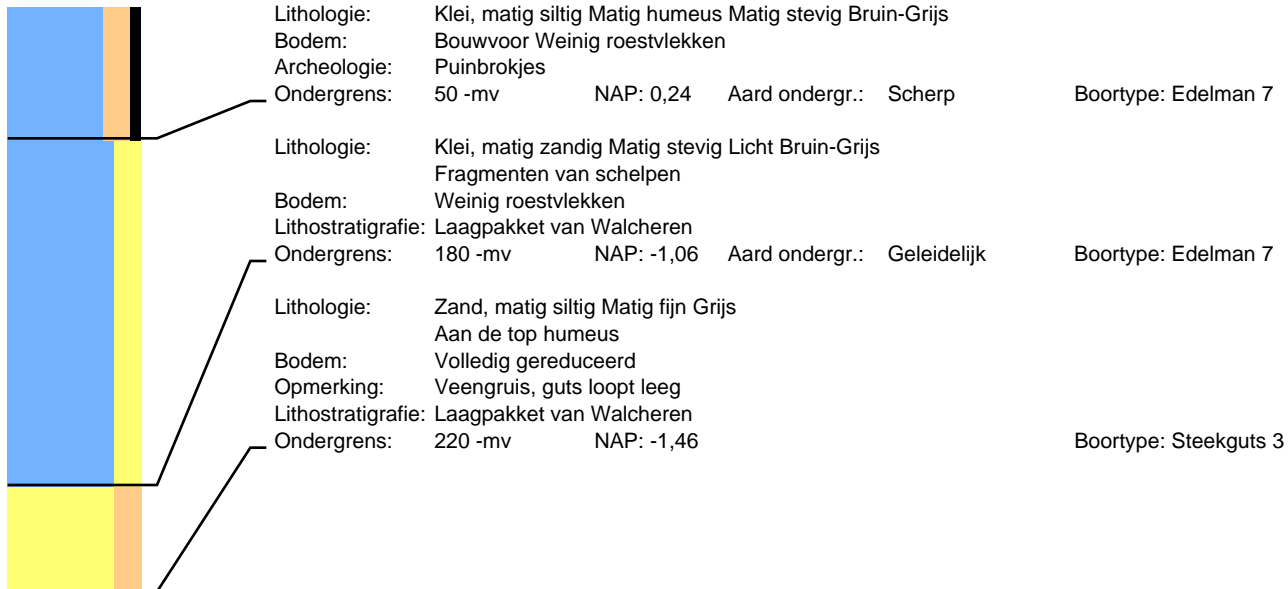 Lithologie: Klei, matig siltig Matig humeus Matig stevig Bruin-Grijs
Bodem: Bouwvoor Weinig roestvlekken
Archeologie: Puinbrokjes
Ondergrens: 50 -mv NAP: 0,24 Aard ondergr.: Scherp Boortype: Edelman 7
Lithologie: Klei, matig zandig Matig stevig Licht Bruin-Grijs
Fragmenten van schelpen
Bodem: Weinig roestvlekken
Lithostratigrafie: Laagpakket van Walcheren
Ondergrens: 180 -mv NAP: -1,06 Aard ondergr.: Geleidelijk Boortype: Edelman 7
Lithologie: Zand, matig siltig Matig fijn Grijs
Aan de top humeus
Bodem: Volledig gereduceerd
Opmerking: Veengruis, guts loopt leeg
Lithostratigrafie: Laagpakket van Walcheren
Ondergrens: 220 -mv NAP: -1,46 Boortype: Steekguts 3